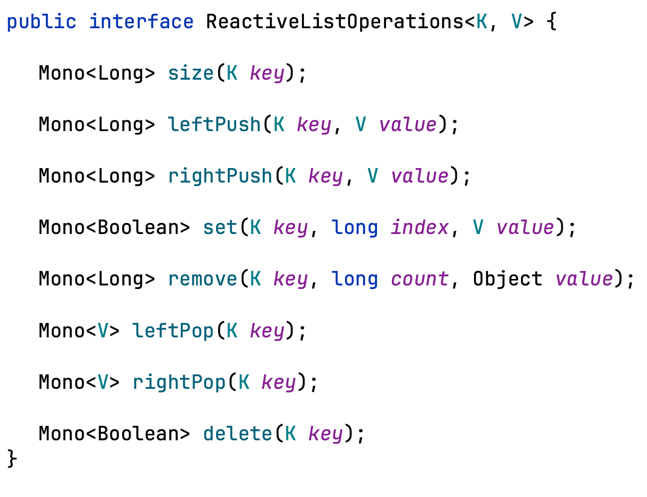 public interface ReactiveListOperations<K, V> {
Mono<Long> size(K key);
Mono<Long> leftPush(K key, V value);
Mono<Long> rightPush(K key, V value);
Mono<Boolean> set(K key, long index, V value);
Mono<Long> remove(K key, long count, Object value);
Mono<V> leftPop(K key);
Mono<V> rightPop(K key);
Mono<Boolean> delete(K key);
}